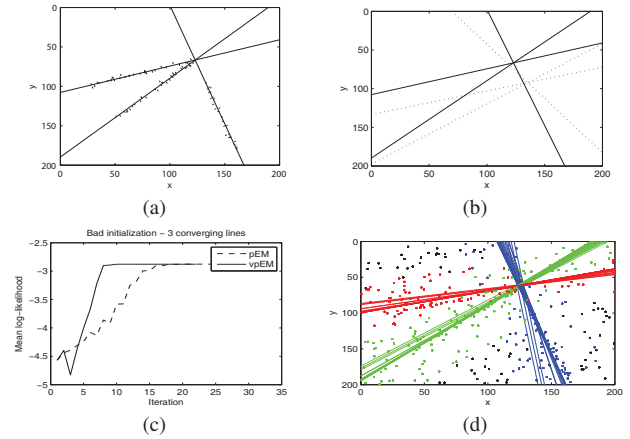 0
50
100
150
200
y
0 50 100 150 200
x
(a)
0
50
100
150
200
y
0 50 100 150 200
x
(b)
Bad initialization − 3 converging lines
−2.5
−3
−3.5
−4
−4.5
−5
Mean log−likelihood
pEM
vpEM
0 5 10 15 20 25 30 35
Iteration
(c)
0
50
100
150
200
y
0 50 100 150 200
x
(d)